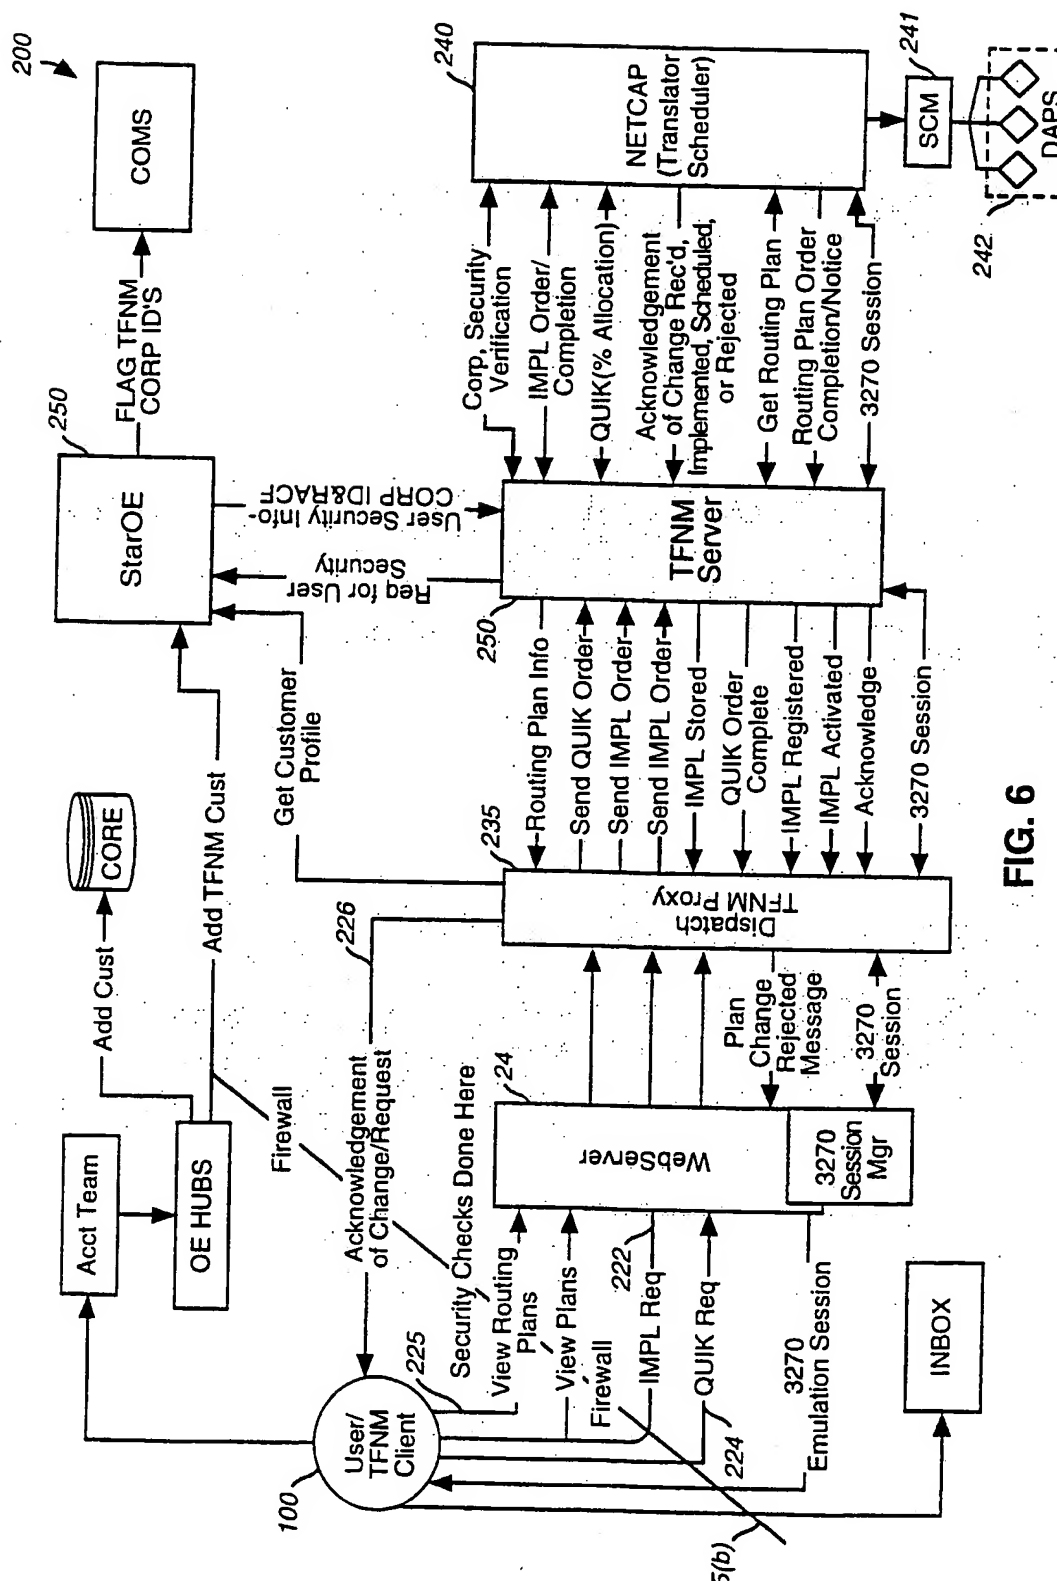 200
COMS
FLAG TFNM
CORP ID'S
250
StarOE
User Security Info-
CORP ID&RACF
Req for User
Security
Get Customer
Profile
Add TFNM Cust
CORE
Add Cust
Acct Team
OE HUBS
Firewall
226
Acknowledgement
of Change/Request
Security Checks Done Here
User/
TFNM
Client
100
225
View Routing
Plans
View Plans
Firewall
222
IMPL Req
QUIK Req
224
3270
Emulation Session
5(b)
INBOX
24
WebServer
3270
Session
Mgr
Plan
Change
Rejected
Message
3270
Session
235
Dispatch
TFNM Proxy
Routing Plan Info
Send QUIK Order
Send IMPL Order
Send IMPL Order
IMPL Stored
QUIK Order
Complete
IMPL Registered
IMPL Activated
Acknowledge
3270 Session
250
TFNM
Server
Corp, Security
Verification
IMPL Order/
Completion
QUIK(% Allocation)
Acknowledgement
of Change Rec'd,
Implemented, Scheduled,
or Rejected
Get Routing Plan
Routing Plan Order
Completion/Notice
3270 Session
240
NETCAP
(Translator
Scheduler)
SCM
241
242
DAPS
FIG. 6